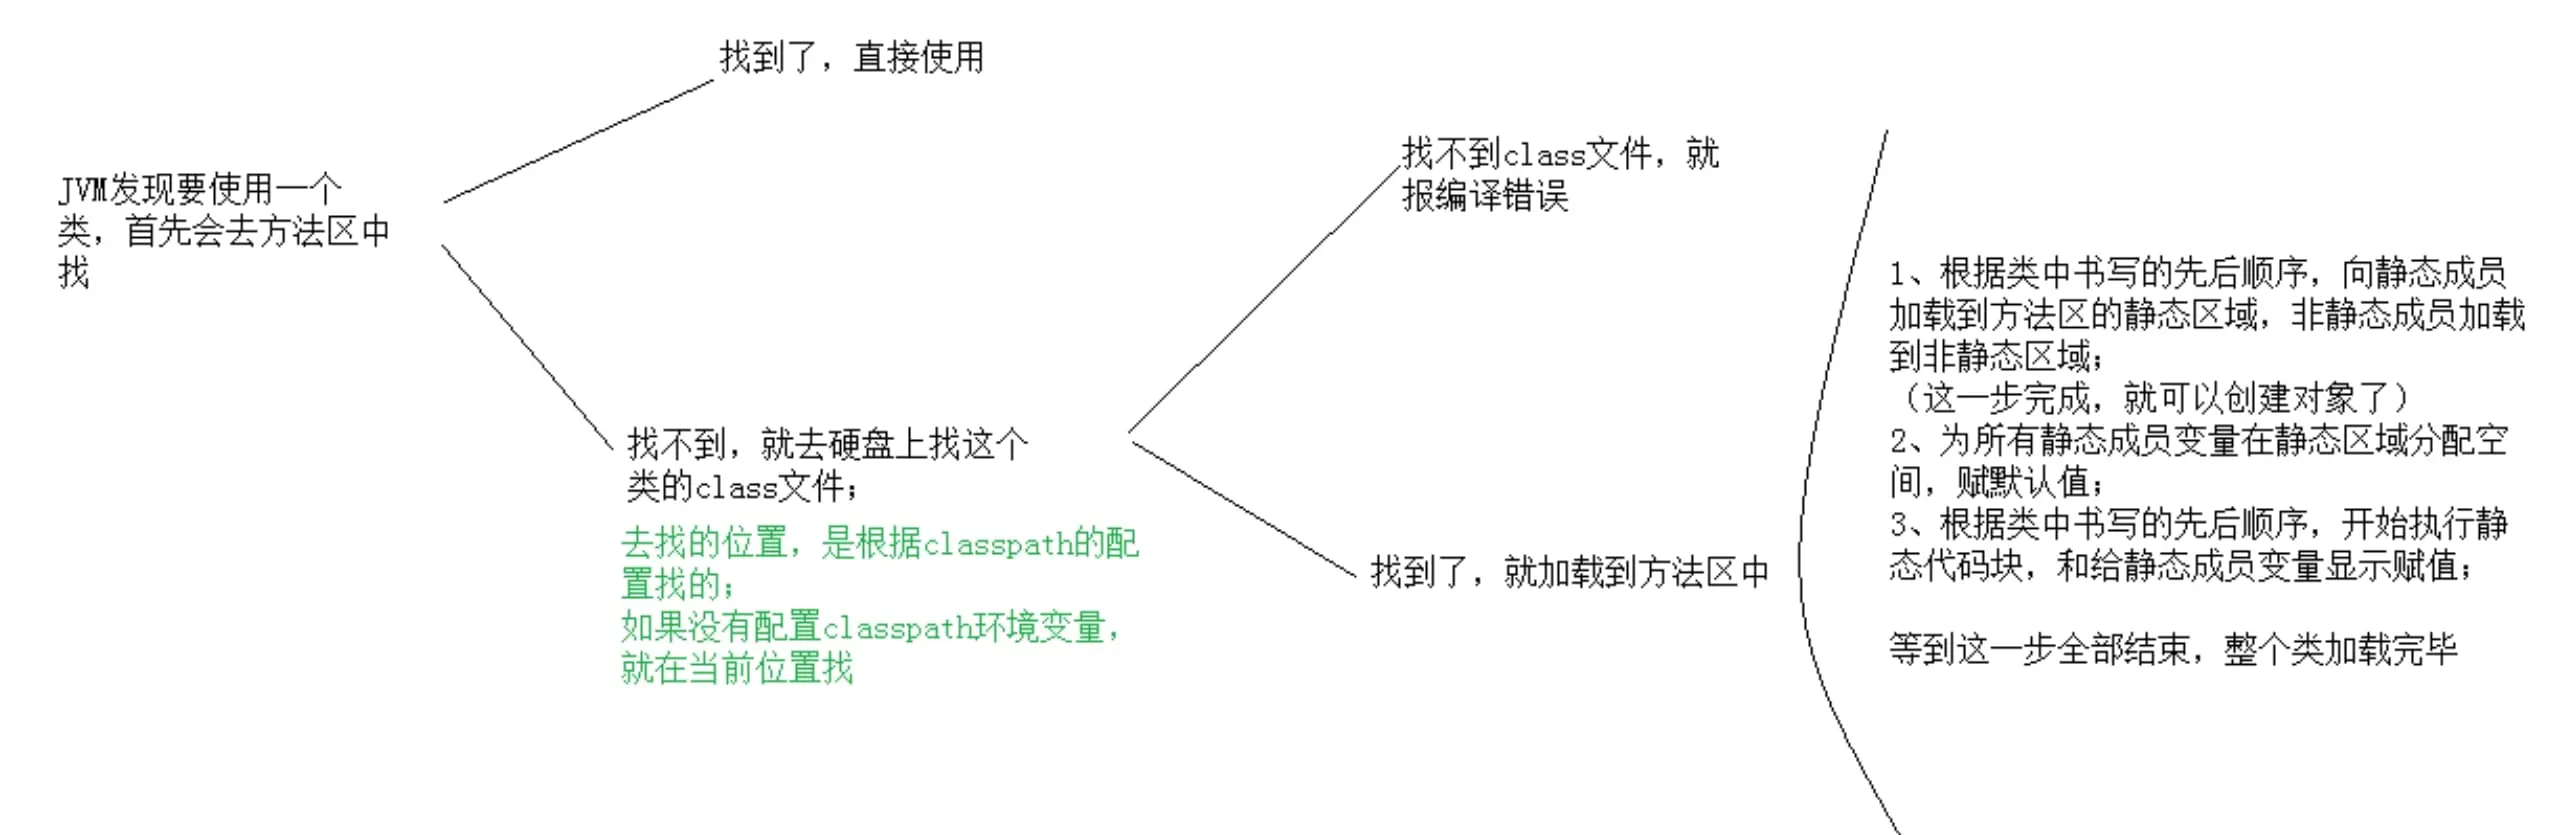 找到了，直接使用
JVM发现要使用一个
类，首先会去方法区中
找
找不到，就去硬盘上找这个
类的class文件；
去找的位置，是根据classpath的配
置找的；
如果没有配置classpath环境变量，
就在当前位置找
找不到class文件，就
报编译错误
找到了，就加载到方法区中
1、根据类中书写的先后顺序，向静态成员
加载到方法区的静态区域，非静态成员加载
到非静态区域；
（这一步完成，就可以创建对象了）
2、为所有静态成员变量在静态区域分配空
间，赋默认值；
3、根据类中书写的先后顺序，开始执行静
态代码块，和给静态成员变量显示赋值；
等到这一步全部结束，整个类加载完毕